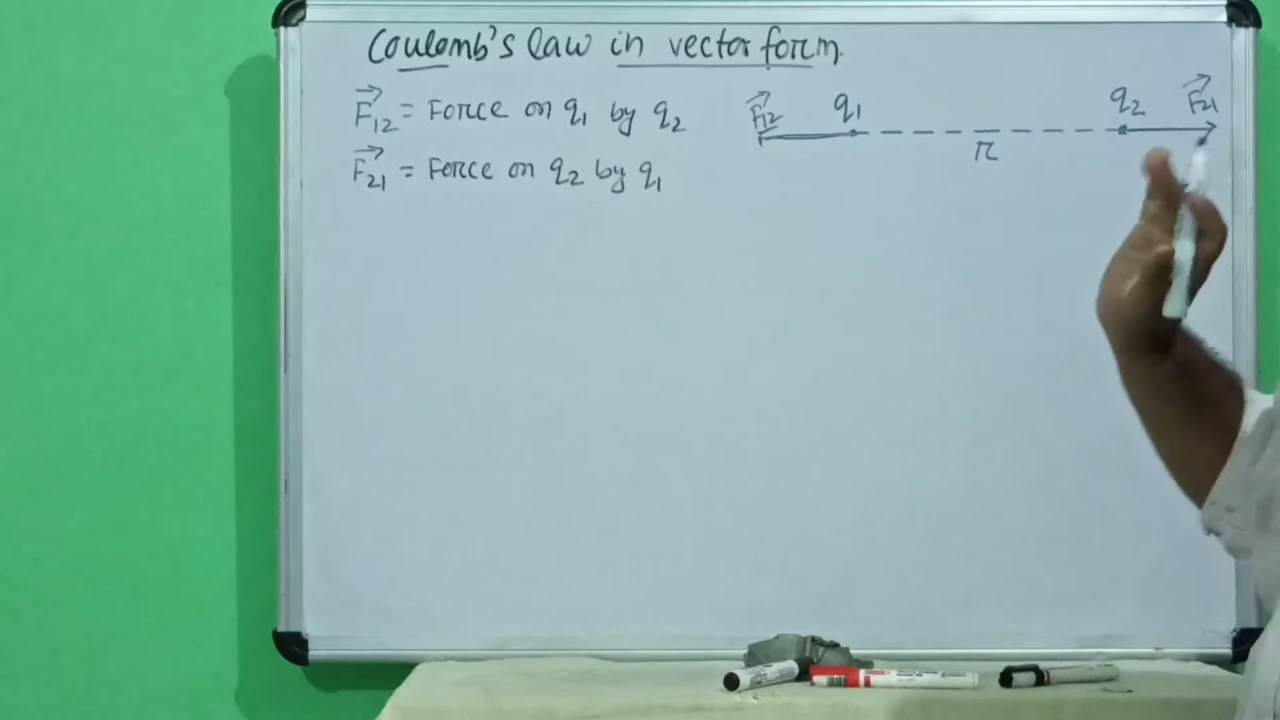 Coulomb's law in vector form.
F⃗12 = Force on q1 by q2
F⃗21 = Force on q2 by q1
F⃗12 q1 q2 F⃗21
r